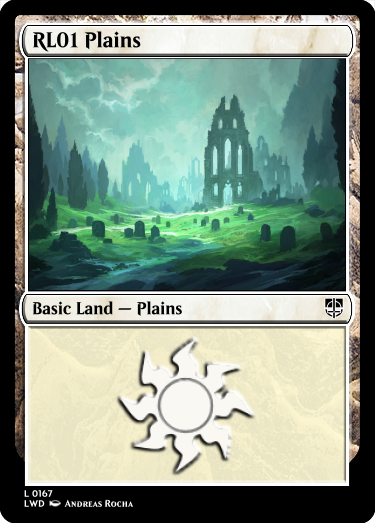 RL01 Plains
Basic Land — Plains
L 0167
LWD Andreas Rocha